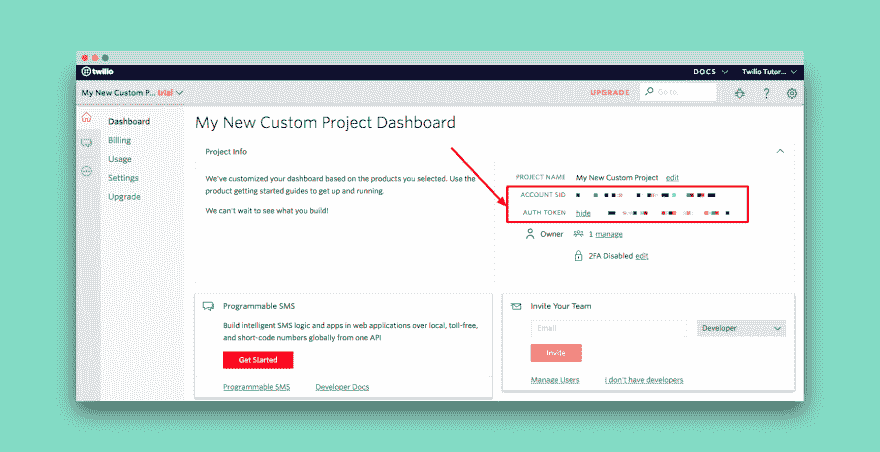 twilio
DOCS
Twilio Tutor...
My New Custom P... trial
UPGRADE
Go to
Dashboard
Billing
Usage
Settings
Upgrade
My New Custom Project Dashboard
Project Info
We've customized your dashboard based on the products you selected. Use the
product getting started guides to get up and running.
We can't wait to see what you build!
PROJECT NAME My New Custom Project edit
ACCOUNT SID
AUTH TOKEN hide
Owner 1 manage
2FA Disabled edit
Programmable SMS
Build intelligent SMS logic and apps in web applications over local, toll-free,
and short-code numbers globally from one API
Get Started
Programmable SMS Developer Docs
Invite Your Team
Email
Developer
Invite
Manage Users I don't have developers